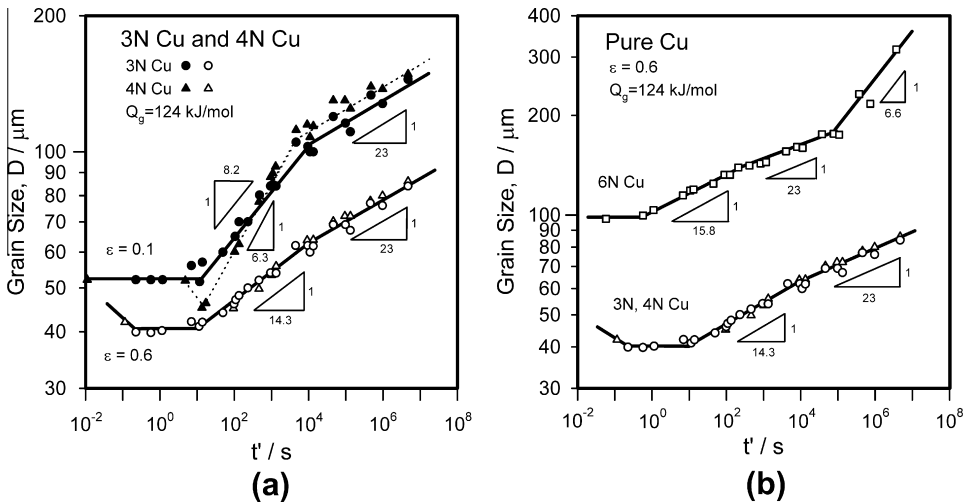 200
100
90
80
70
60
50
40
30
Grain Size, D / μm
3N Cu and 4N Cu
3N Cu
4N Cu
Q_g=124 kJ/mol
8.2
1
6.3
1
23
1
23
1
14.3
1
ε = 0.1
ε = 0.6
10⁻² 10⁰ 10² 10⁴ 10⁶ 10⁸
t' / s
(a)
400
300
200
100
90
80
70
60
50
40
30
Grain Size, D / μm
Pure Cu
ε = 0.6
Q_g=124 kJ/mol
1
6.6
6N Cu
1
23
1
15.8
3N, 4N Cu
1
23
1
14.3
10⁻² 10⁰ 10² 10⁴ 10⁶ 10⁸
t' / s
(b)